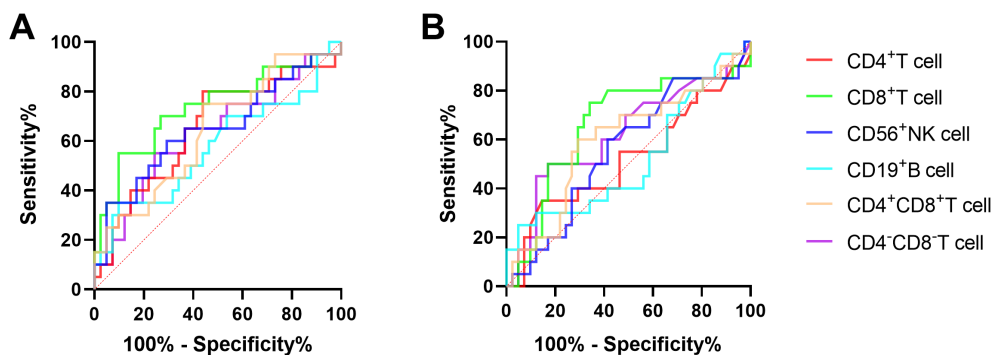 A
B
Sensitivity%
100
80
60
40
20
0
0 20 40 60 80 100
100% - Specificity%
Sensitivity%
100
80
60
40
20
0
0 20 40 60 80 100
100% - Specificity%
CD4⁺T cell
CD8⁺T cell
CD56⁺NK cell
CD19⁺B cell
CD4⁺CD8⁺T cell
CD4⁻CD8⁻T cell